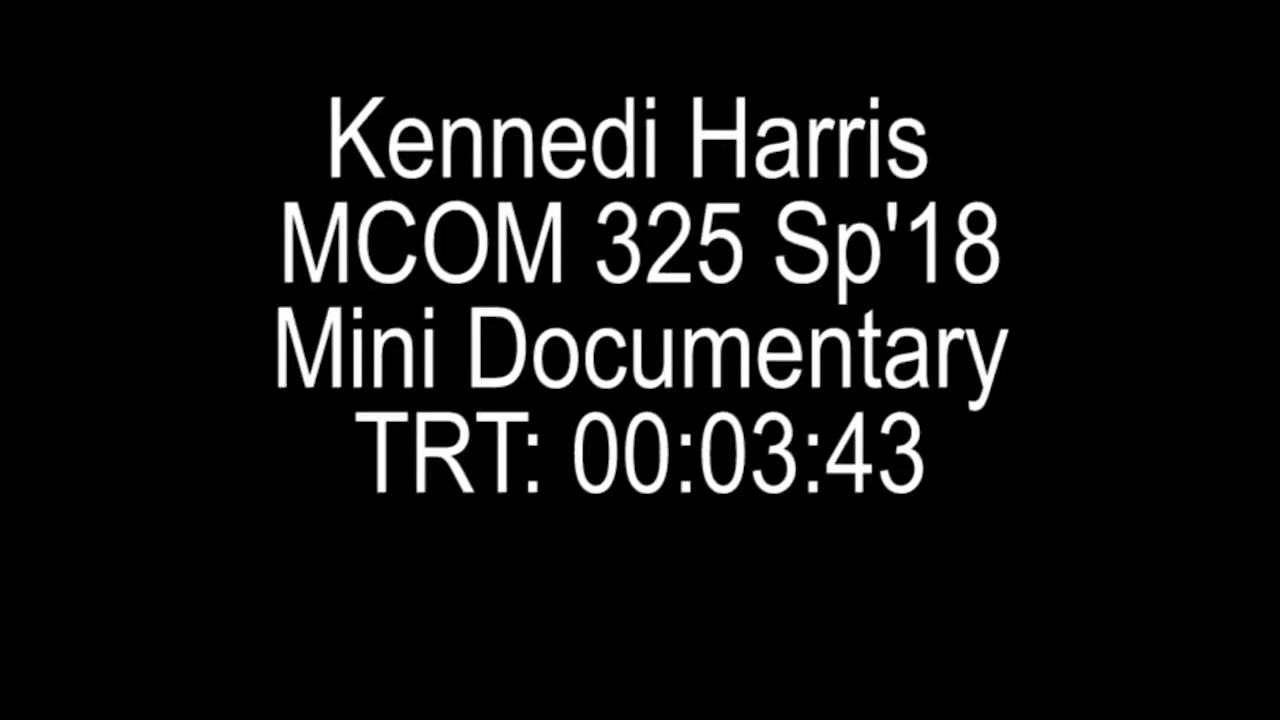 Kennedi Harris
MCOM 325 Sp'18
Mini Documentary
TRT: 00:03:43